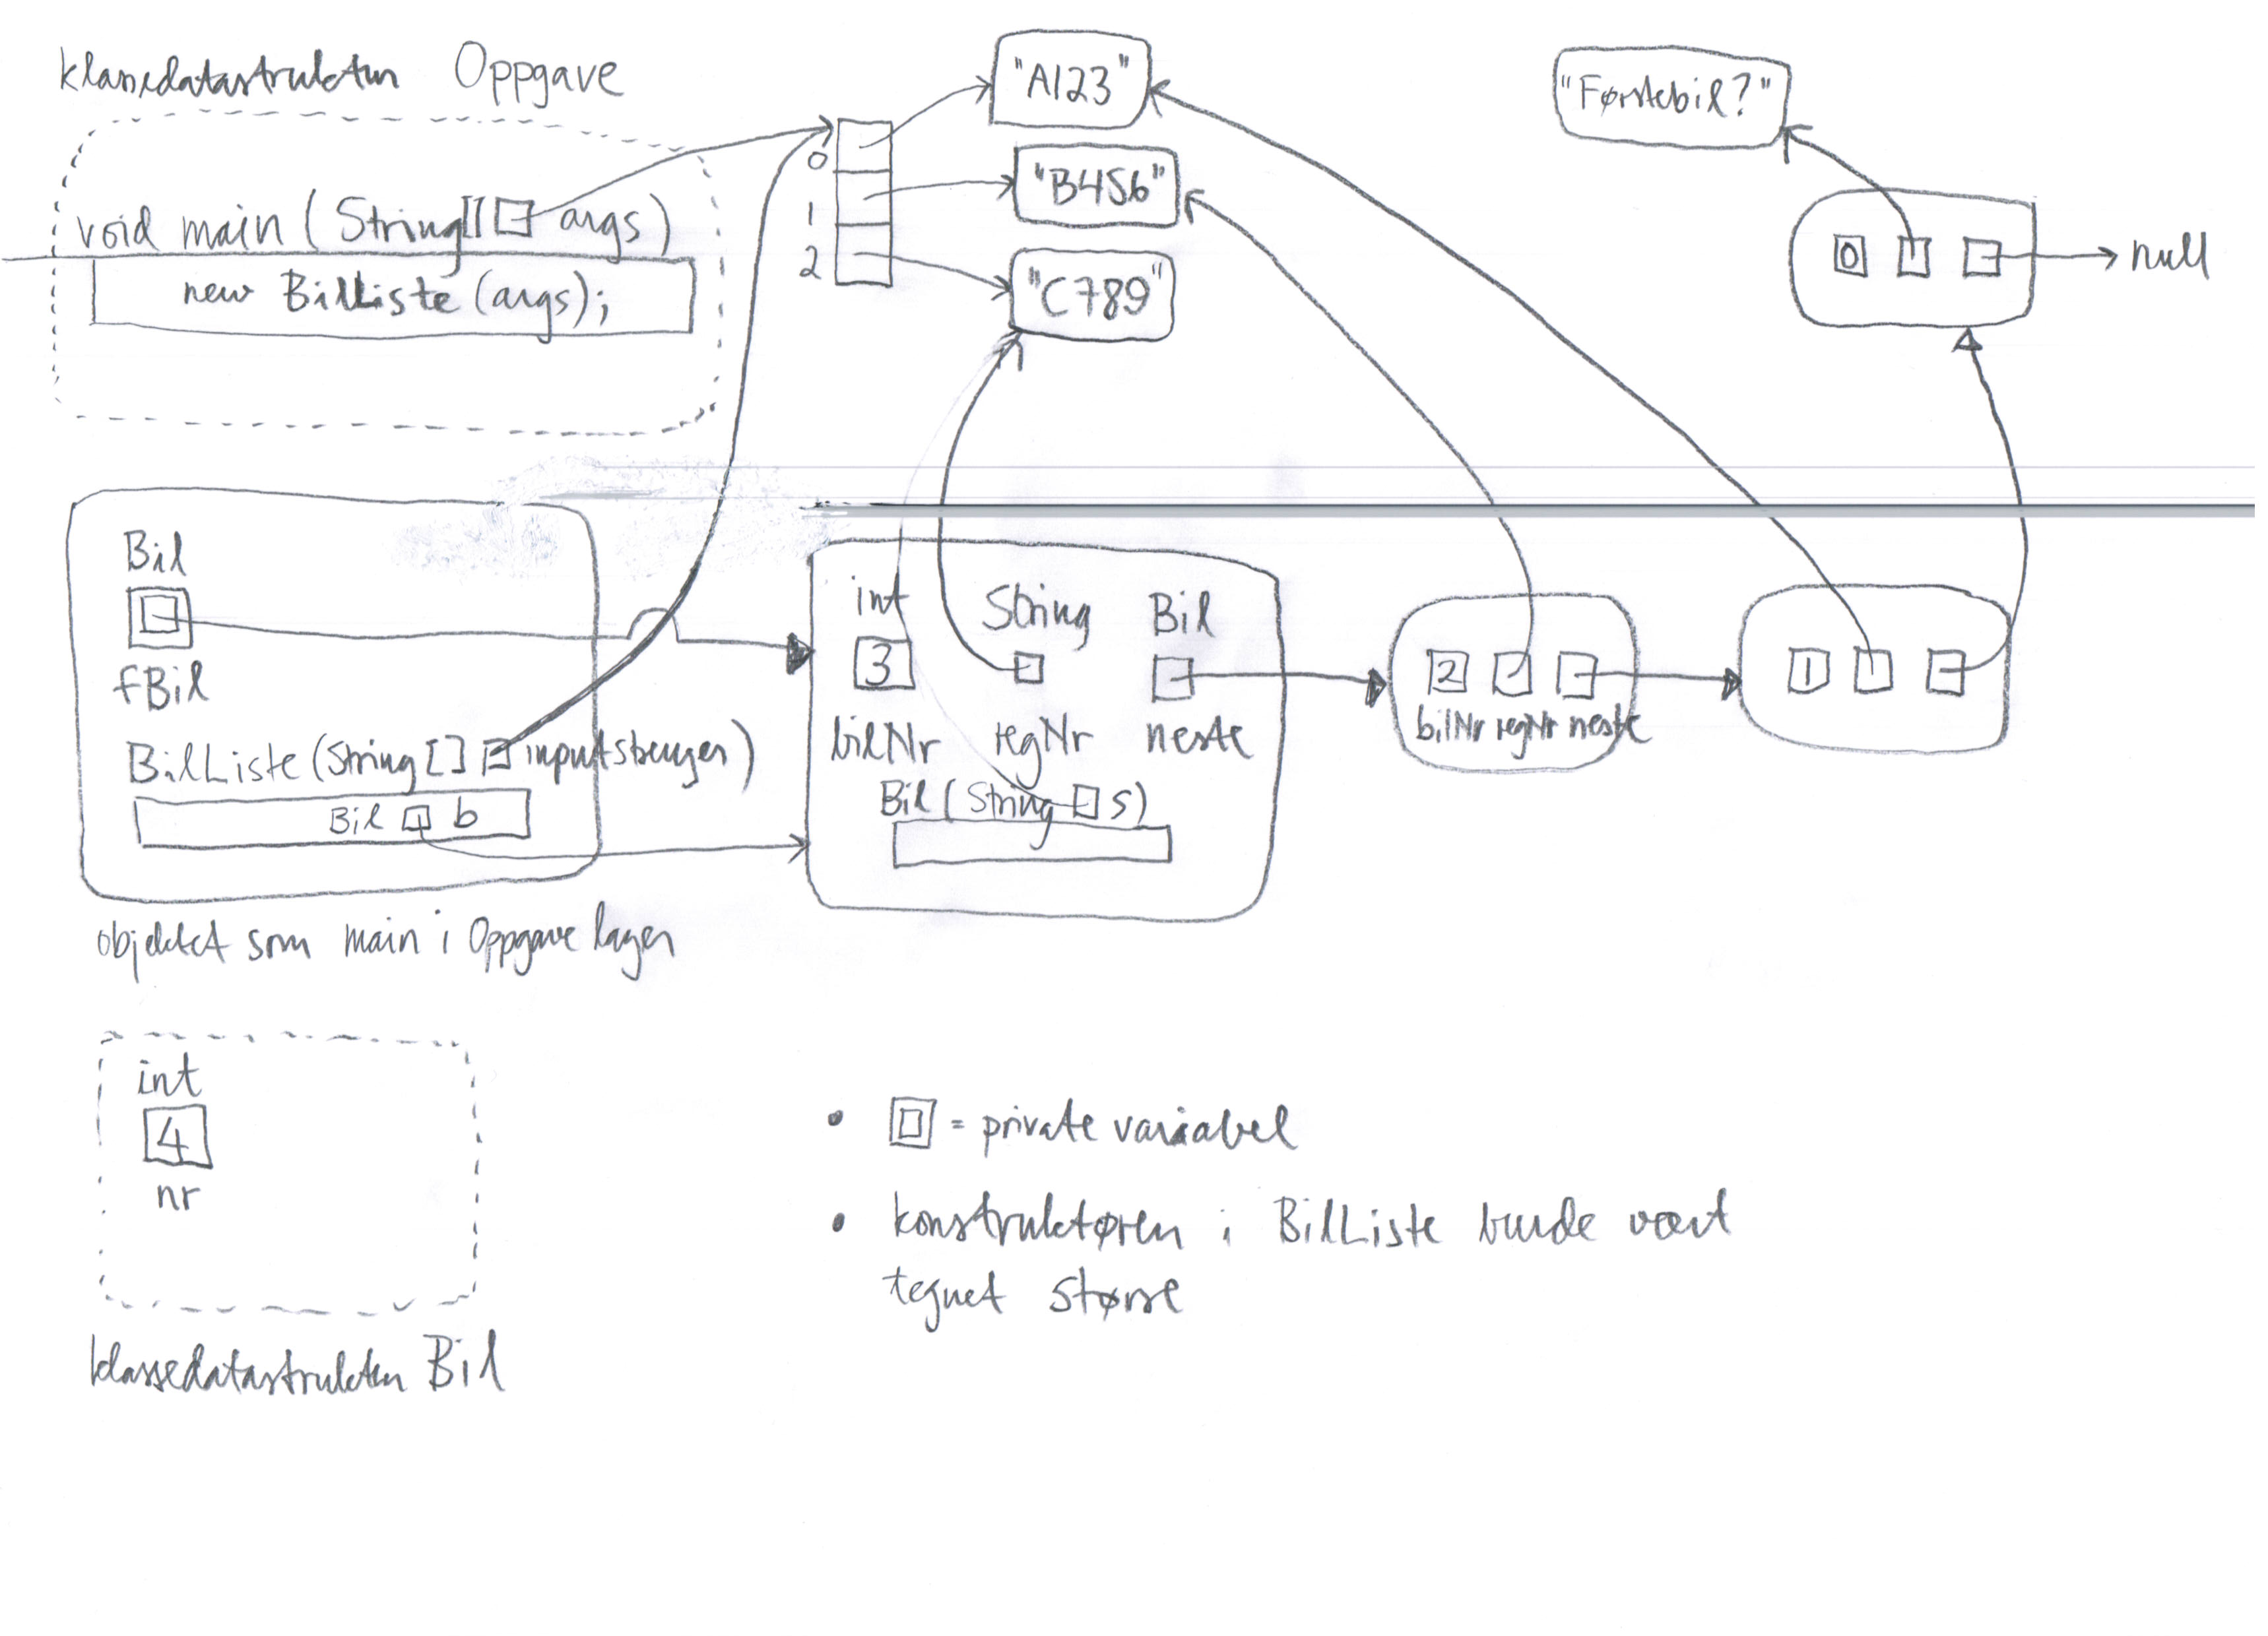 klassedatastrukturen Oppgave
void main ( String[] args )
new BilListe (args);
0
1
2
"A123"
"B456"
"C789"
"Førstebil?"
0
null
Bil
fBil
BilListe (String [] inputstrenger )
Bil b
objektet som main i Oppgave lager
int String Bil
3
bilNr regNr neste
Bil ( String s)
2
bilNr regNr neste
1
int
4
nr
klassedatastrukturen Bil
• = private variabel
• konstruktøren i BilListe burde vært
tegnet større